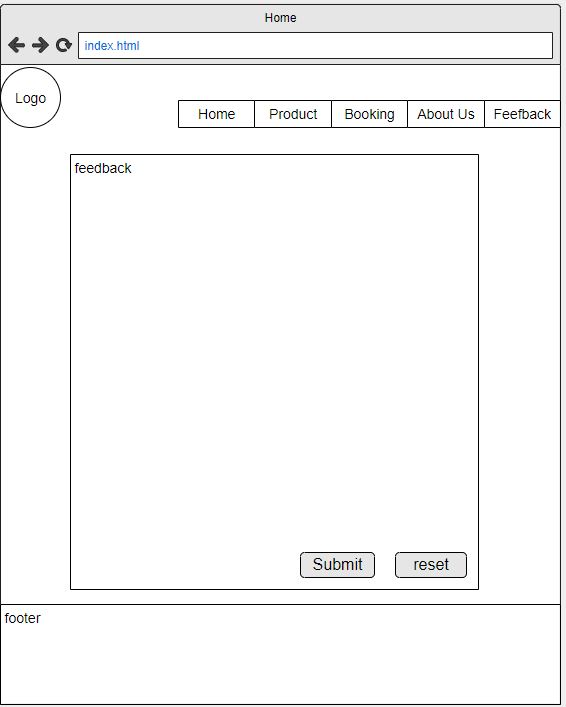 Home
index.html
Logo
Home Product Booking About Us Feefback
feedback
Submit reset
footer